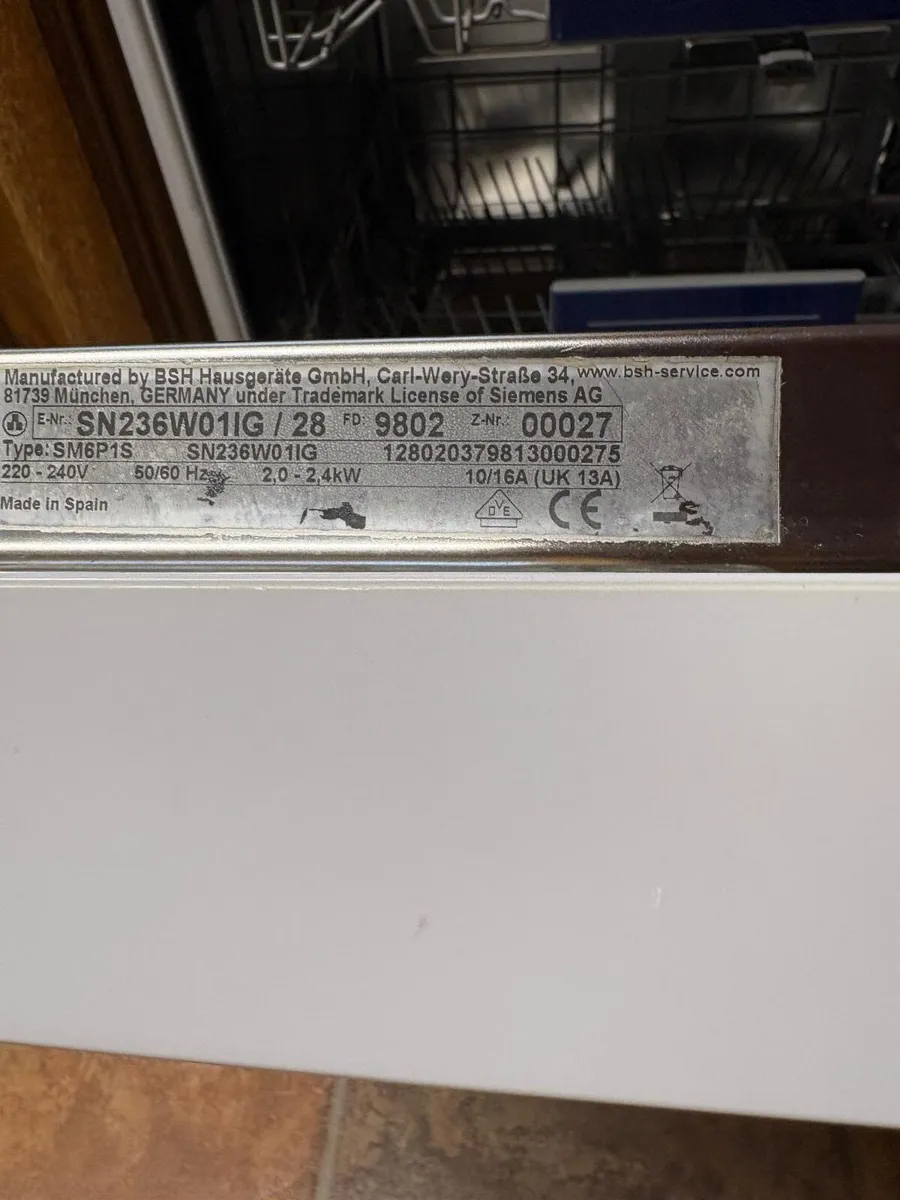 Manufactured by BSH Hausgeräte GmbH, Carl-Wery-Straße 34, www.bsh-service.com
81739 München, GERMANY under Trademark License of Siemens AG
E-Nr.: SN236W01IG / 28 FD: 9802 Z-Nr.: 00027
Type: SM6P1S SN236W01IG 128020379813000275
220 - 240V 50/60 Hz 2,0 - 2,4kW 10/16A (UK 13A)
Made in Spain DVE CE